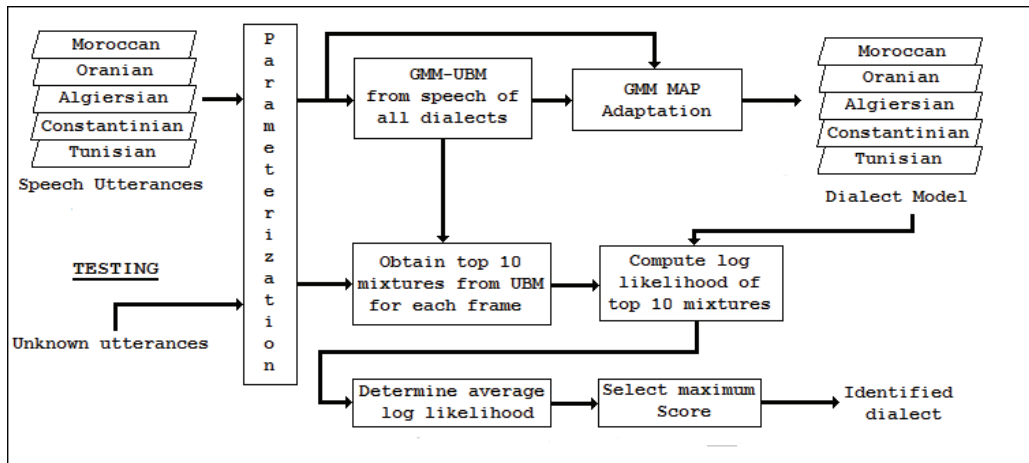 Moroccan
Oranian
Algiersian
Constantinian
Tunisian
Speech Utterances
TESTING
Unknown utterances
Parameterization
GMM-UBM
from speech of
all dialects
GMM MAP
Adaptation
Moroccan
Oranian
Algiersian
Constantinian
Tunisian
Dialect Model
Obtain top 10
mixtures from UBM
for each frame
Compute log
likelihood of
top 10 mixtures
Determine average
log likelihood
Select maximum
Score
Identified
dialect